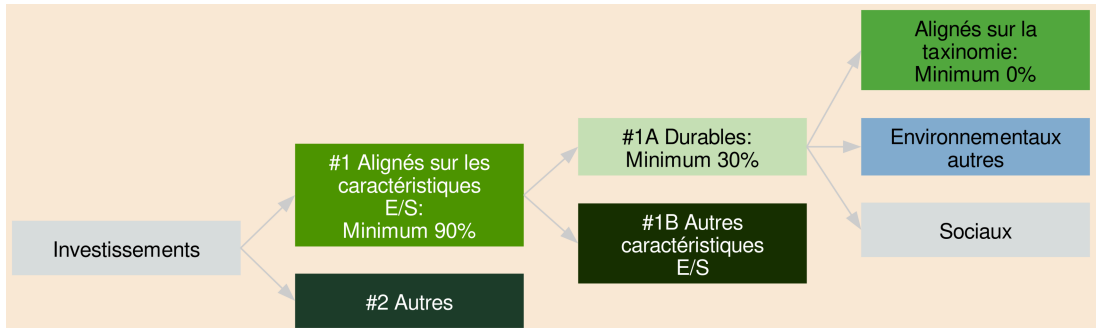 Investissements
#1 Alignés sur les
caractéristiques
E/S:
Minimum 90%
#2 Autres
#1A Durables:
Minimum 30%
#1B Autres
caractéristiques
E/S
Alignés sur la
taxinomie:
Minimum 0%
Environnementaux
autres
Sociaux